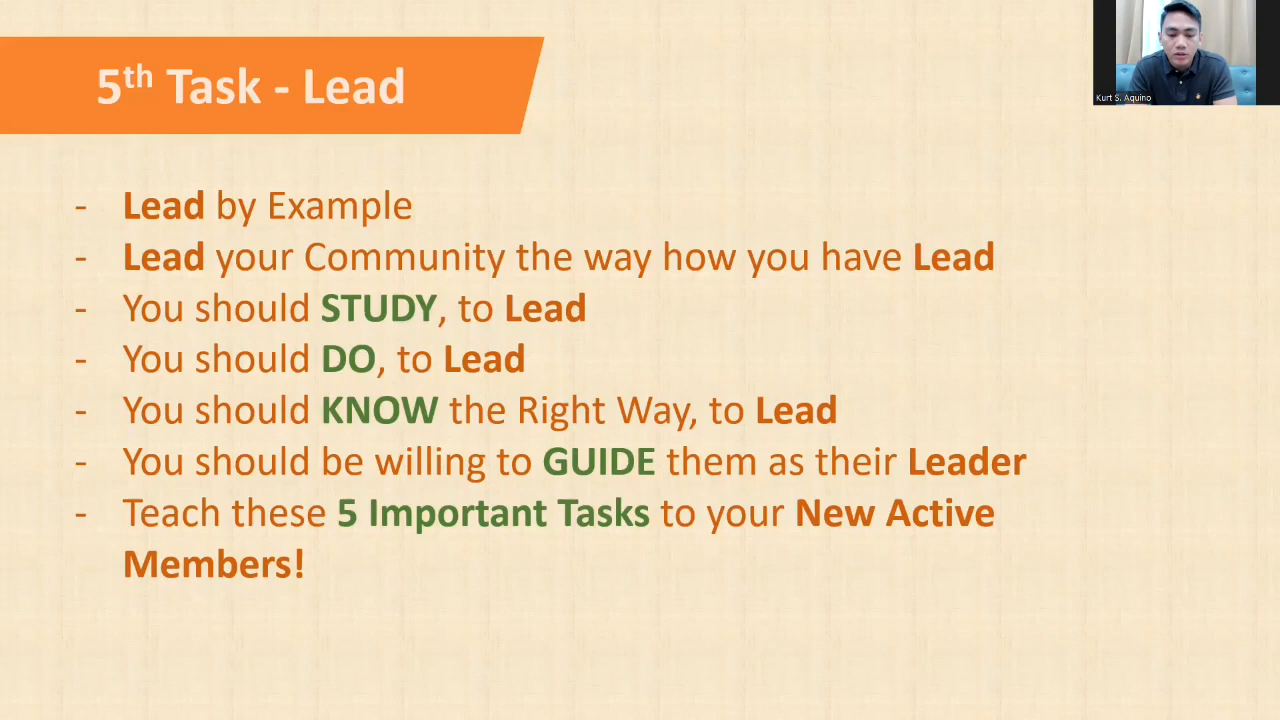 5th Task - Lead
Kurt S. Aquino
- Lead by Example
- Lead your Community the way how you have Lead
- You should STUDY, to Lead
- You should DO, to Lead
- You should KNOW the Right Way, to Lead
- You should be willing to GUIDE them as their Leader
- Teach these 5 Important Tasks to your New Active
Members!